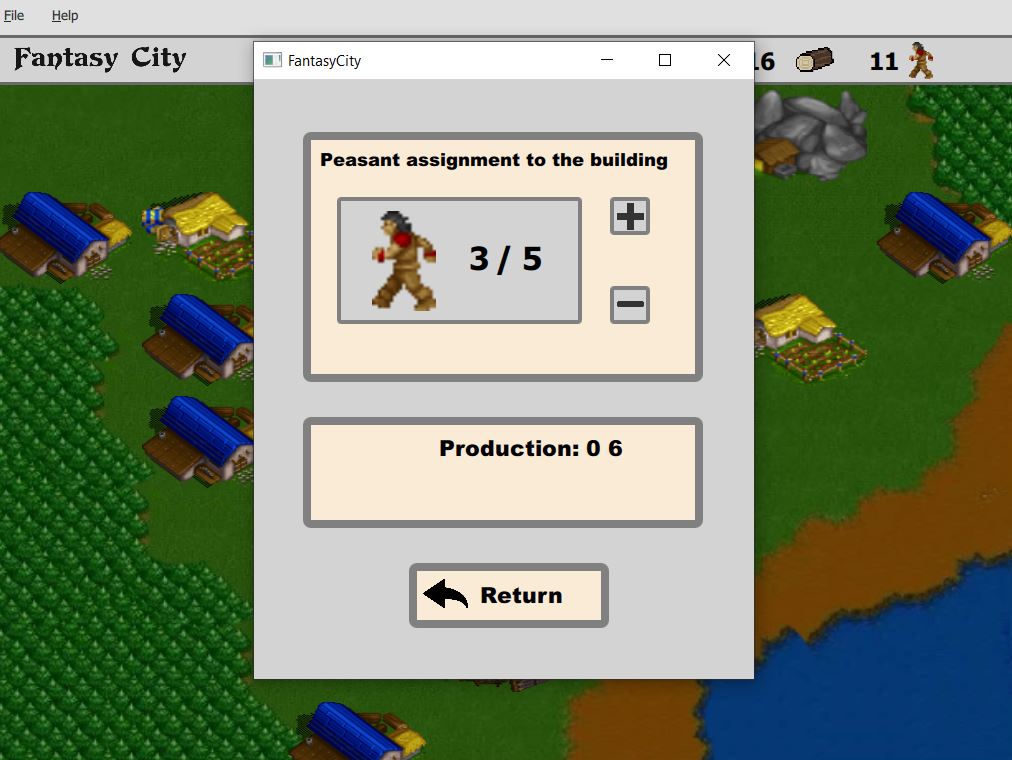 File Help
Fantasy City
FantasyCity
16 11
Peasant assignment to the building
3 / 5
Production: 0 6
Return